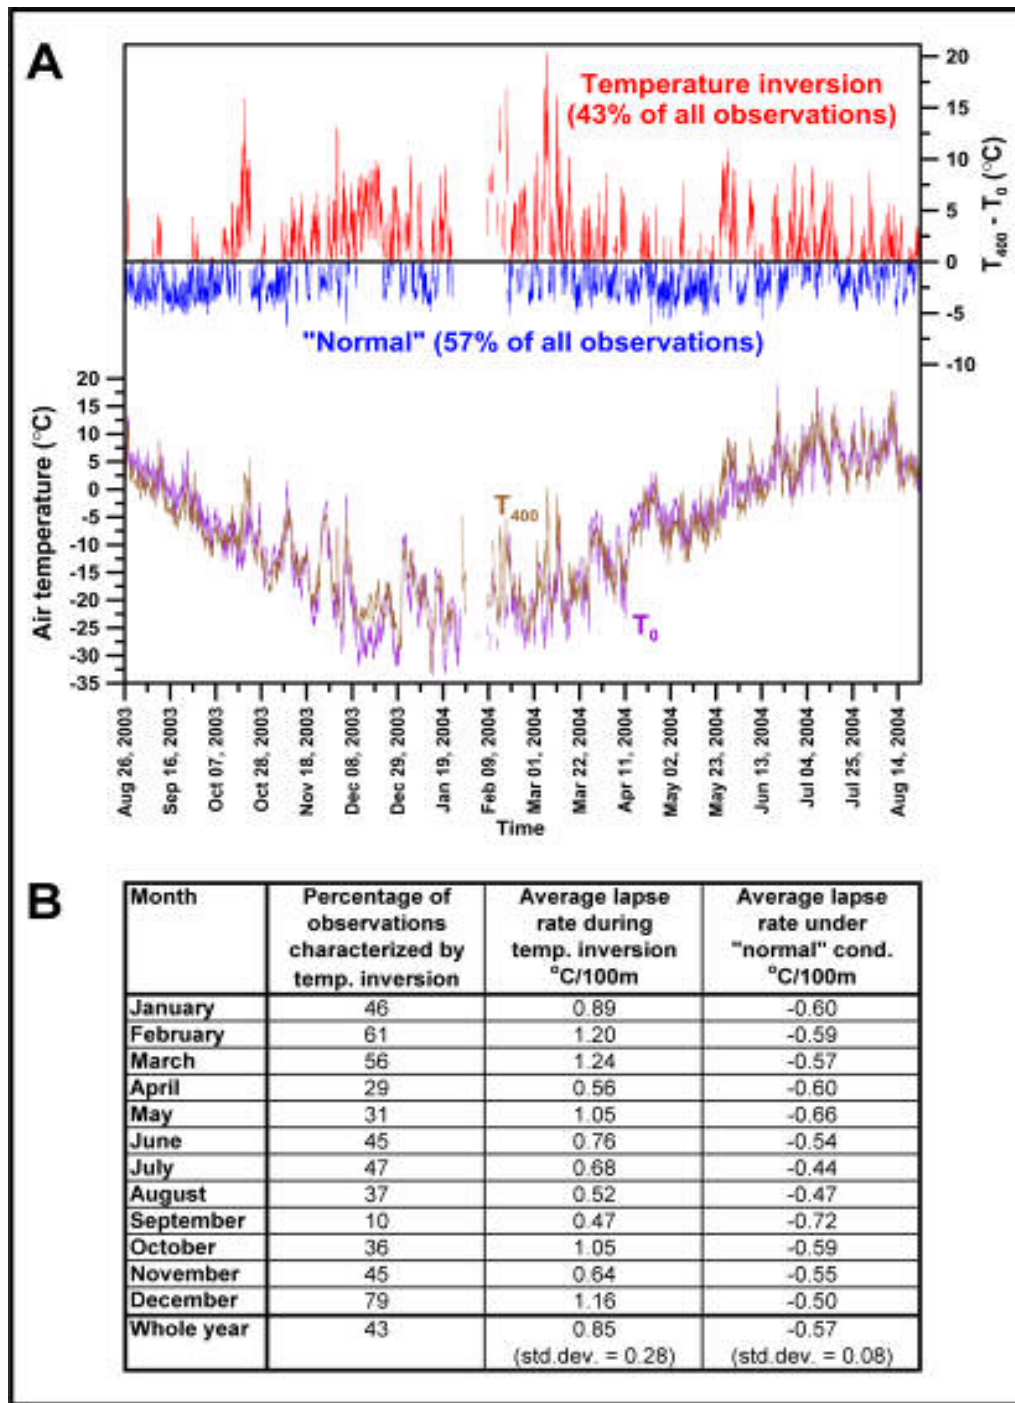 A
Temperature inversion
(43% of all observations)
20
15
10
5
0
-5
-10
T400 - T0 (°C)
"Normal" (57% of all observations)
20
15
10
5
0
-5
-10
-15
-20
-25
-30
-35
Air temperature (°C)
T400
T0
Aug 26, 2003
Sep 16, 2003
Oct 07, 2003
Oct 28, 2003
Nov 18, 2003
Dec 08, 2003
Dec 29, 2003
Jan 19, 2004
Feb 09, 2004
Mar 01, 2004
Mar 22, 2004
Apr 11, 2004
May 02, 2004
May 23, 2004
Jun 13, 2004
Jul 04, 2004
Jul 25, 2004
Aug 14, 2004
Time
B
Month Percentage of observations characterized by temp. inversion Average lapse rate during temp. inversion °C/100m Average lapse rate under "normal" cond. °C/100m
January 46 0.89 -0.60
February 61 1.20 -0.59
March 56 1.24 -0.57
April 29 0.56 -0.60
May 31 1.05 -0.66
June 45 0.76 -0.54
July 47 0.68 -0.44
August 37 0.52 -0.47
September 10 0.47 -0.72
October 36 1.05 -0.59
November 45 0.64 -0.55
December 79 1.16 -0.50
Whole year 43 0.85 -0.57
(std.dev. = 0.28) (std.dev. = 0.08)